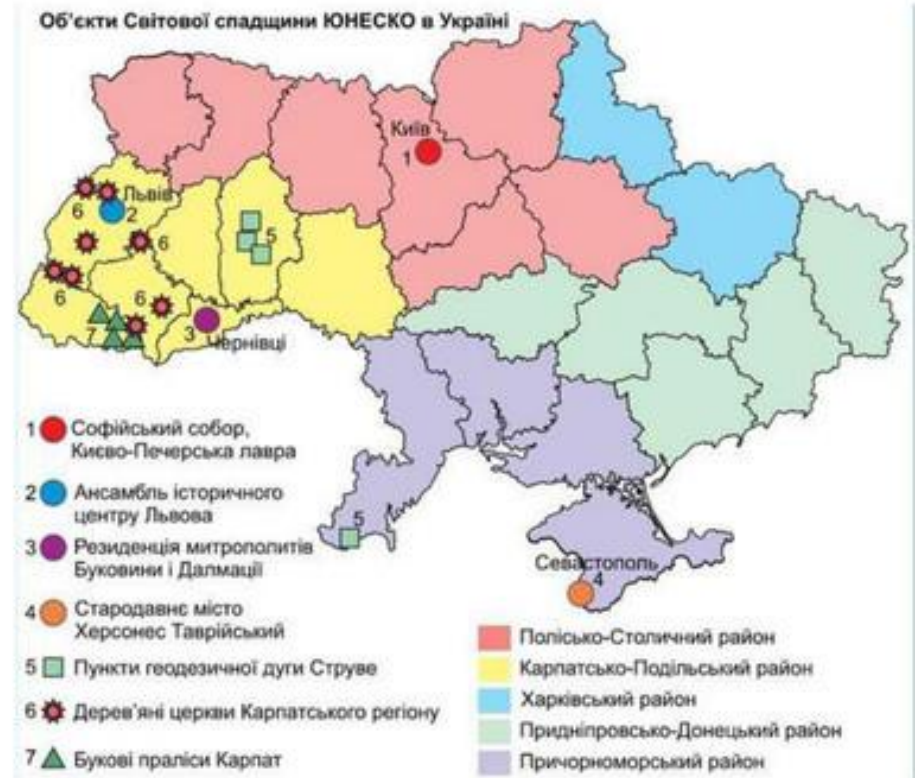 Об'єкти Світової спадщини ЮНЕСКО в Україні
Київ
1
Львів
6
2
6
5
6
6
7
3
Чернівці
5
Севастополь
4
1 Софійський собор,
Києво-Печерська лавра
2 Ансамбль історичного
центру Львова
3 Резиденція митрополитів
Буковини і Далмації
4 Стародавнє місто
Херсонес Таврійський
5 Пункти геодезичної дуги Струве
6 Дерев'яні церкви Карпатського регіону
7 Букові праліси Карпат
Полісько-Столичний район
Карпатсько-Подільський район
Харківський район
Придніпровсько-Донецький район
Причорноморський район